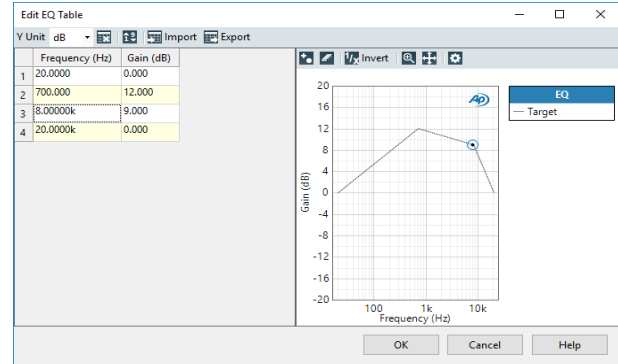 Edit EQ Table
Y Unit dB Import Export
Frequency (Hz) Gain (dB)
1 20.0000 0.000
2 700.000 12.000
3 8.00000k 9.000
4 20.0000k 0.000
1/x Invert
20
16
12
8
4
0
-4
-8
-12
-16
-20
Gain (dB)
100 1k 10k
Frequency (Hz)
AP
EQ
Target
OK Cancel Help